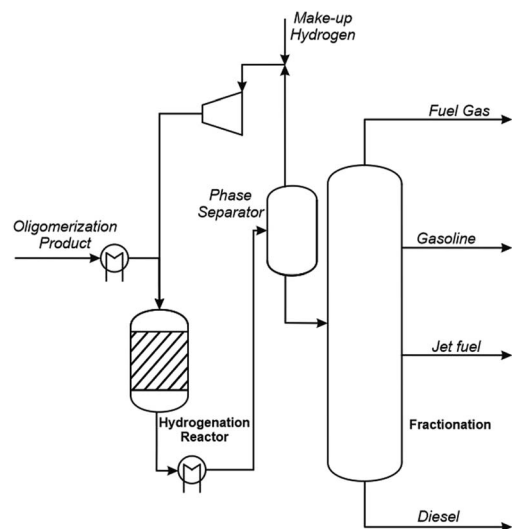 Make-up
Hydrogen
Fuel Gas
Phase
Separator
Oligomerization
Product
Gasoline
Jet fuel
Hydrogenation
Reactor
Fractionation
Diesel